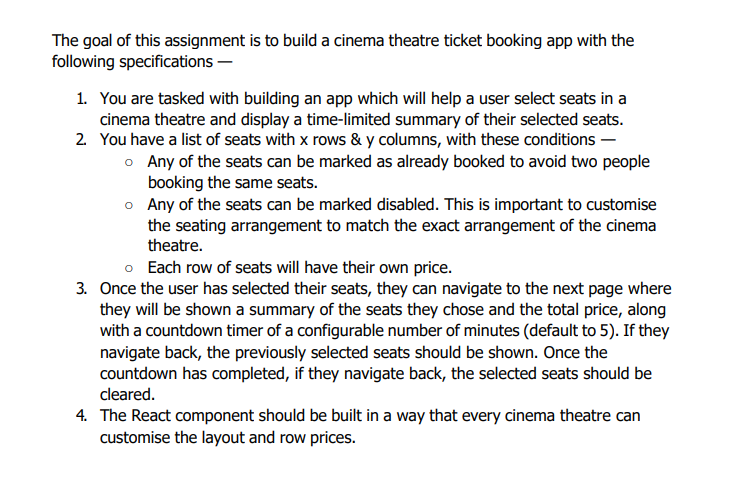 The goal of this assignment is to build a cinema theatre ticket booking app with the
following specifications —
1. You are tasked with building an app which will help a user select seats in a
cinema theatre and display a time-limited summary of their selected seats.
2. You have a list of seats with x rows & y columns, with these conditions —
○ Any of the seats can be marked as already booked to avoid two people
booking the same seats.
○ Any of the seats can be marked disabled. This is important to customise
the seating arrangement to match the exact arrangement of the cinema
theatre.
○ Each row of seats will have their own price.
3. Once the user has selected their seats, they can navigate to the next page where
they will be shown a summary of the seats they chose and the total price, along
with a countdown timer of a configurable number of minutes (default to 5). If they
navigate back, the previously selected seats should be shown. Once the
countdown has completed, if they navigate back, the selected seats should be
cleared.
4. The React component should be built in a way that every cinema theatre can
customise the layout and row prices.